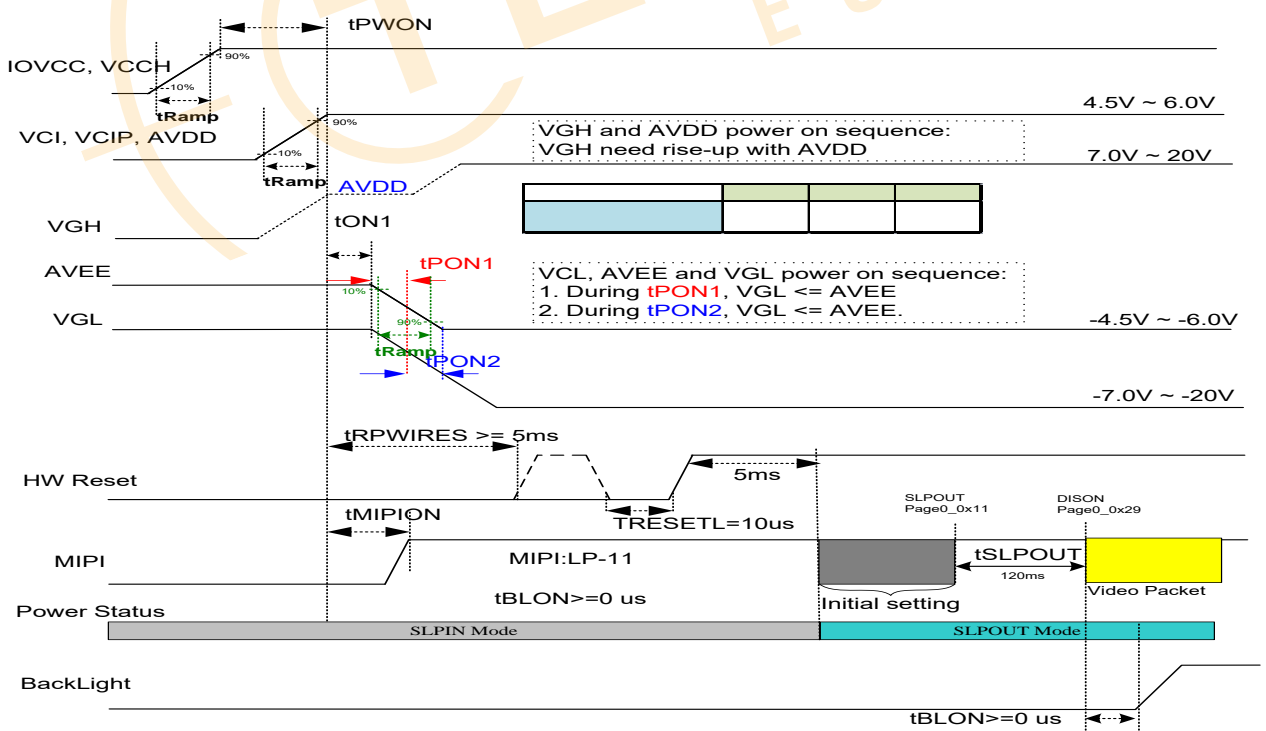 tPWON
90%
IOVCC, VCCH
10%
tRamp
4.5V ~ 6.0V
90%
VCI, VCIP, AVDD
VGH and AVDD power on sequence:
VGH need rise-up with AVDD
10%
7.0V ~ 20V
tRamp
AVDD
VGH
tON1
AVEE
tPON1
VCL, AVEE and VGL power on sequence:
1. During tPON1, VGL <= AVEE
2. During tPON2, VGL <= AVEE.
10%
VGL
90%
-4.5V ~ -6.0V
tRamp
tPON2
-7.0V ~ -20V
tRPWIRES >= 5ms
HW Reset
5ms
SLPOUT
Page0_0x11
DISON
Page0_0x29
tMIPION
TRESETL=10us
MIPI
MIPI:LP-11
tSLPOUT
120ms
Video Packet
tBLON>=0 us
Initial setting
Power Status
SLPIN Mode
SLPOUT Mode
BackLight
tBLON>=0 us